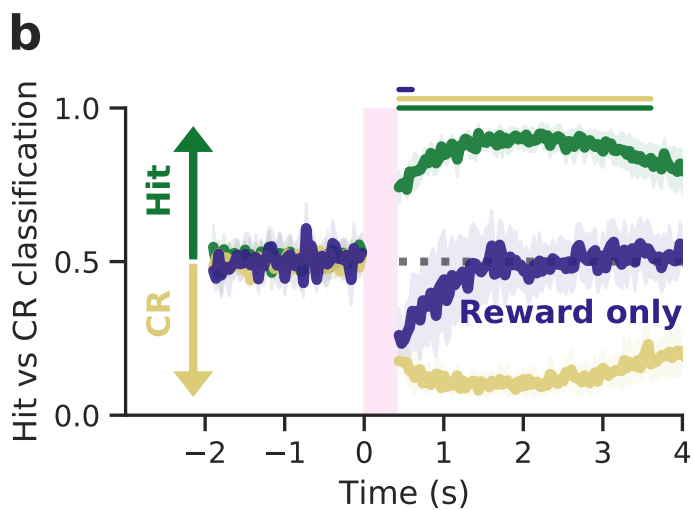 b
Hit vs CR classification
1.0
0.5
0.0
Hit
CR
Reward only
−2 −1 0 1 2 3 4
Time (s)